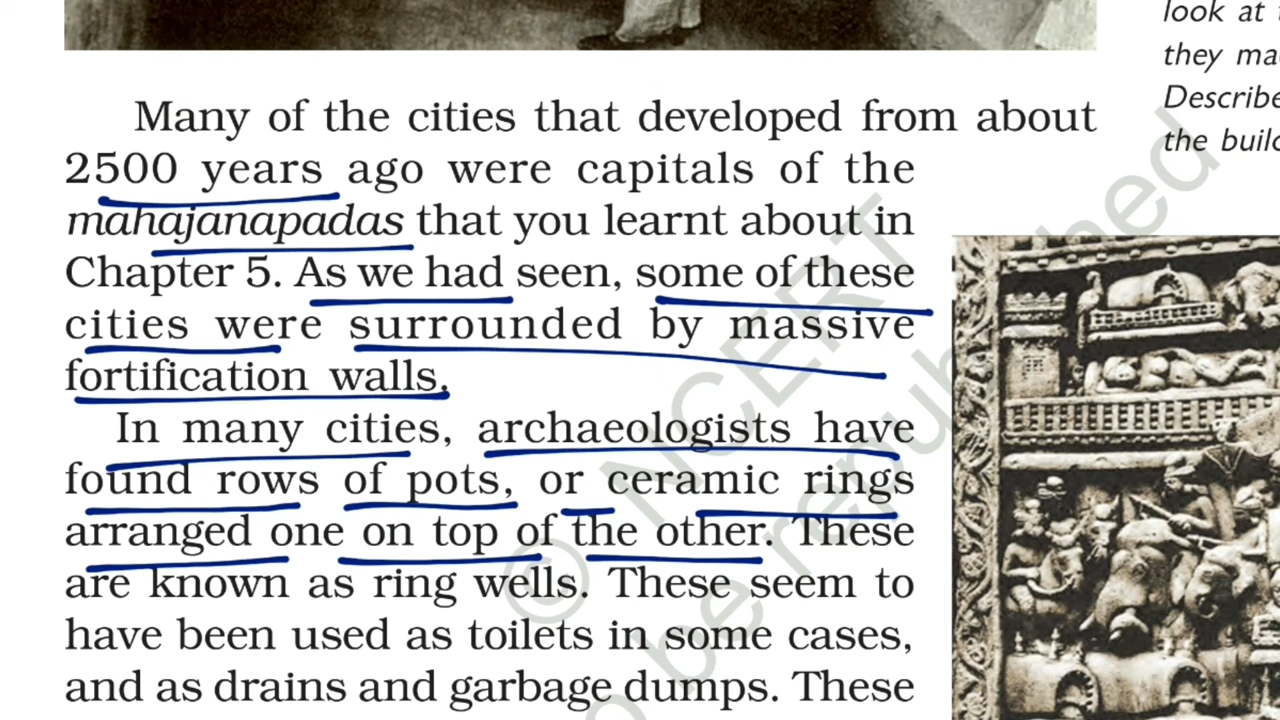 look at
they
Describe
the
Many of the cities that developed from about
2500 years ago were capitals of the
mahajanapadas that you learnt about in
Chapter 5. As we had seen, some of these
cities were surrounded by massive
fortification walls.
In many cities, archaeologists have
found rows of pots, or ceramic rings
arranged one on top of the other. These
are known as ring wells. These seem to
have been used as toilets in some cases,
and as drains and garbage dumps. These
© NCERT
be republished